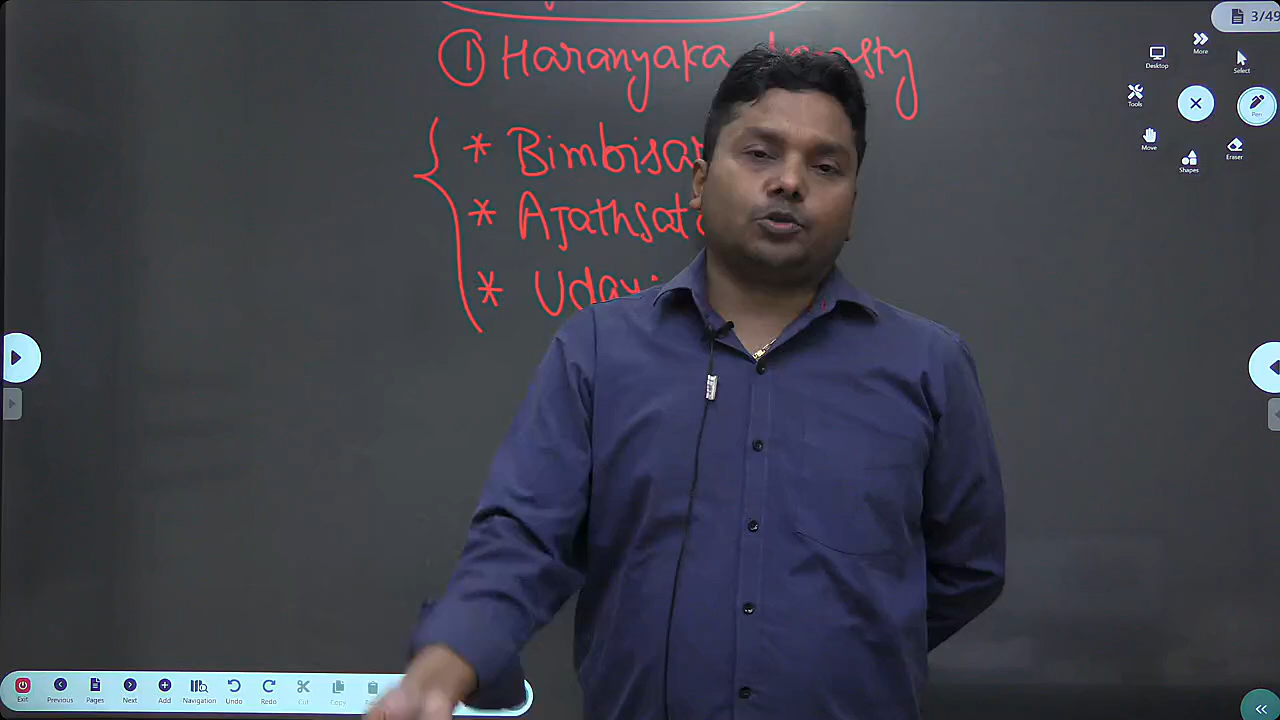 3/49
① Haranyaka
* Bimbisar
* Ajathsat
* Uday
Desktop
More
Select
Tools
Pen
Move
Shapes
Eraser
Exit
Previous
Pages
Next
Add
Navigation
Undo
Redo
Cut
Copy